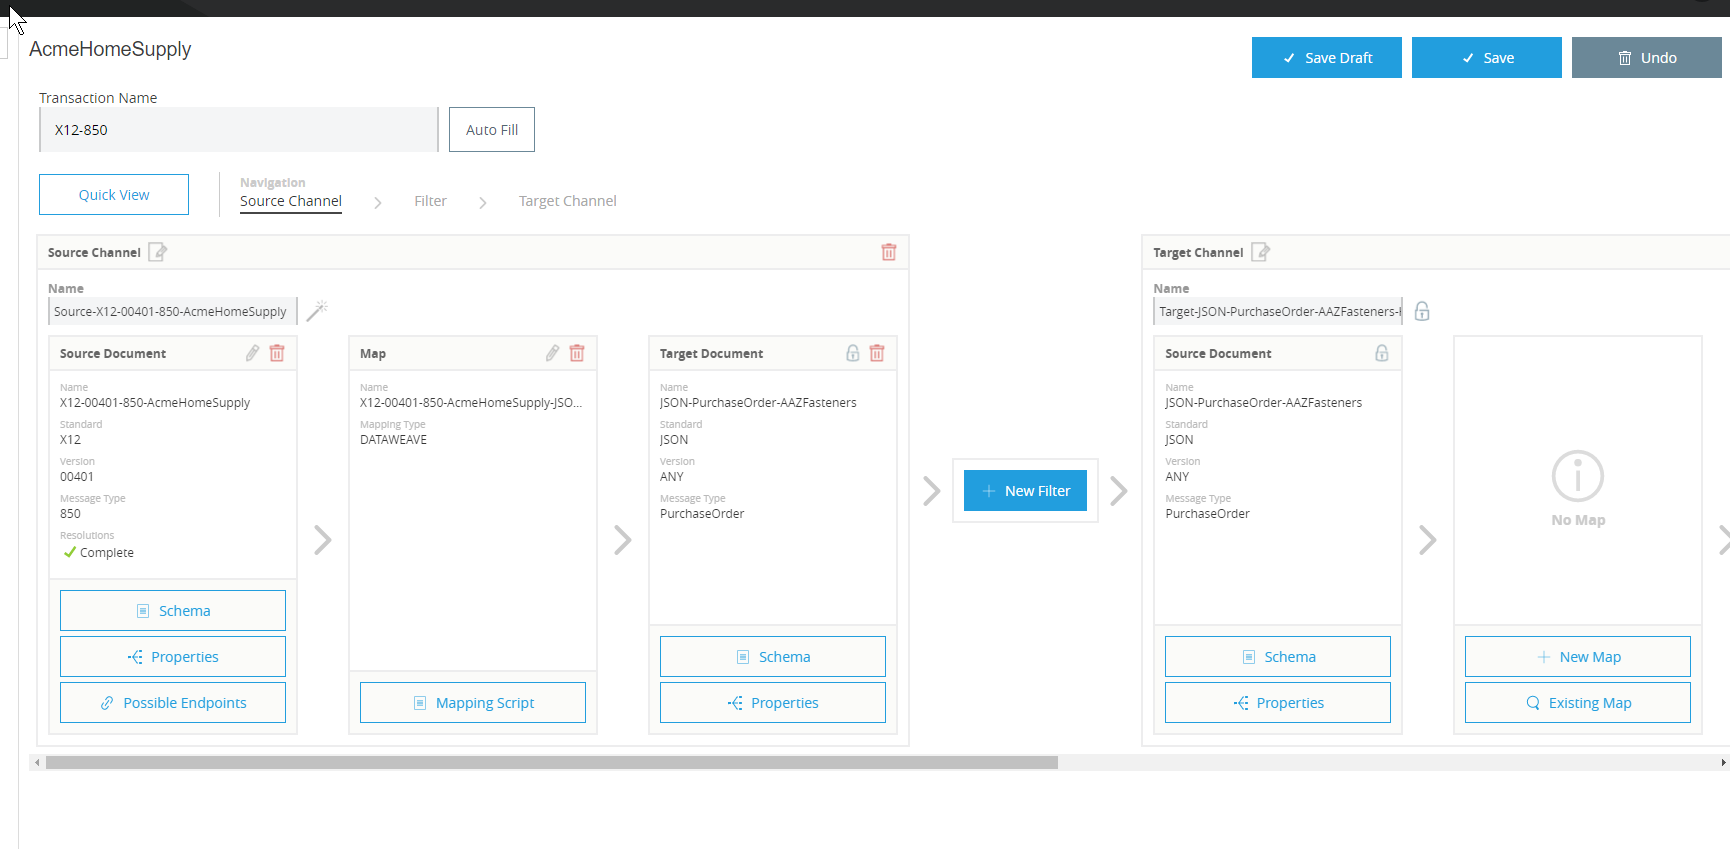 AcmeHomeSupply
Save Draft
Save
Undo
Transaction Name
X12-850
Auto Fill
Quick View
Navigation
Source Channel
Filter
Target Channel
Source Channel
Name
Source-X12-00401-850-AcmeHomeSupply
Source Document
Name
X12-00401-850-AcmeHomeSupply
Standard
X12
Version
00401
Message Type
850
Resolutions
Complete
Schema
Properties
Possible Endpoints
Map
Name
X12-00401-850-AcmeHomeSupply-JSO...
Mapping Type
DATAWEAVE
Mapping Script
Target Document
Name
JSON-PurchaseOrder-AAZFasteners
Standard
JSON
Version
ANY
Message Type
PurchaseOrder
Schema
Properties
New Filter
Target Channel
Name
Target-JSON-PurchaseOrder-AAZFasteners-
Source Document
Name
JSON-PurchaseOrder-AAZFasteners
Standard
JSON
Version
ANY
Message Type
PurchaseOrder
Schema
Properties
No Map
New Map
Existing Map